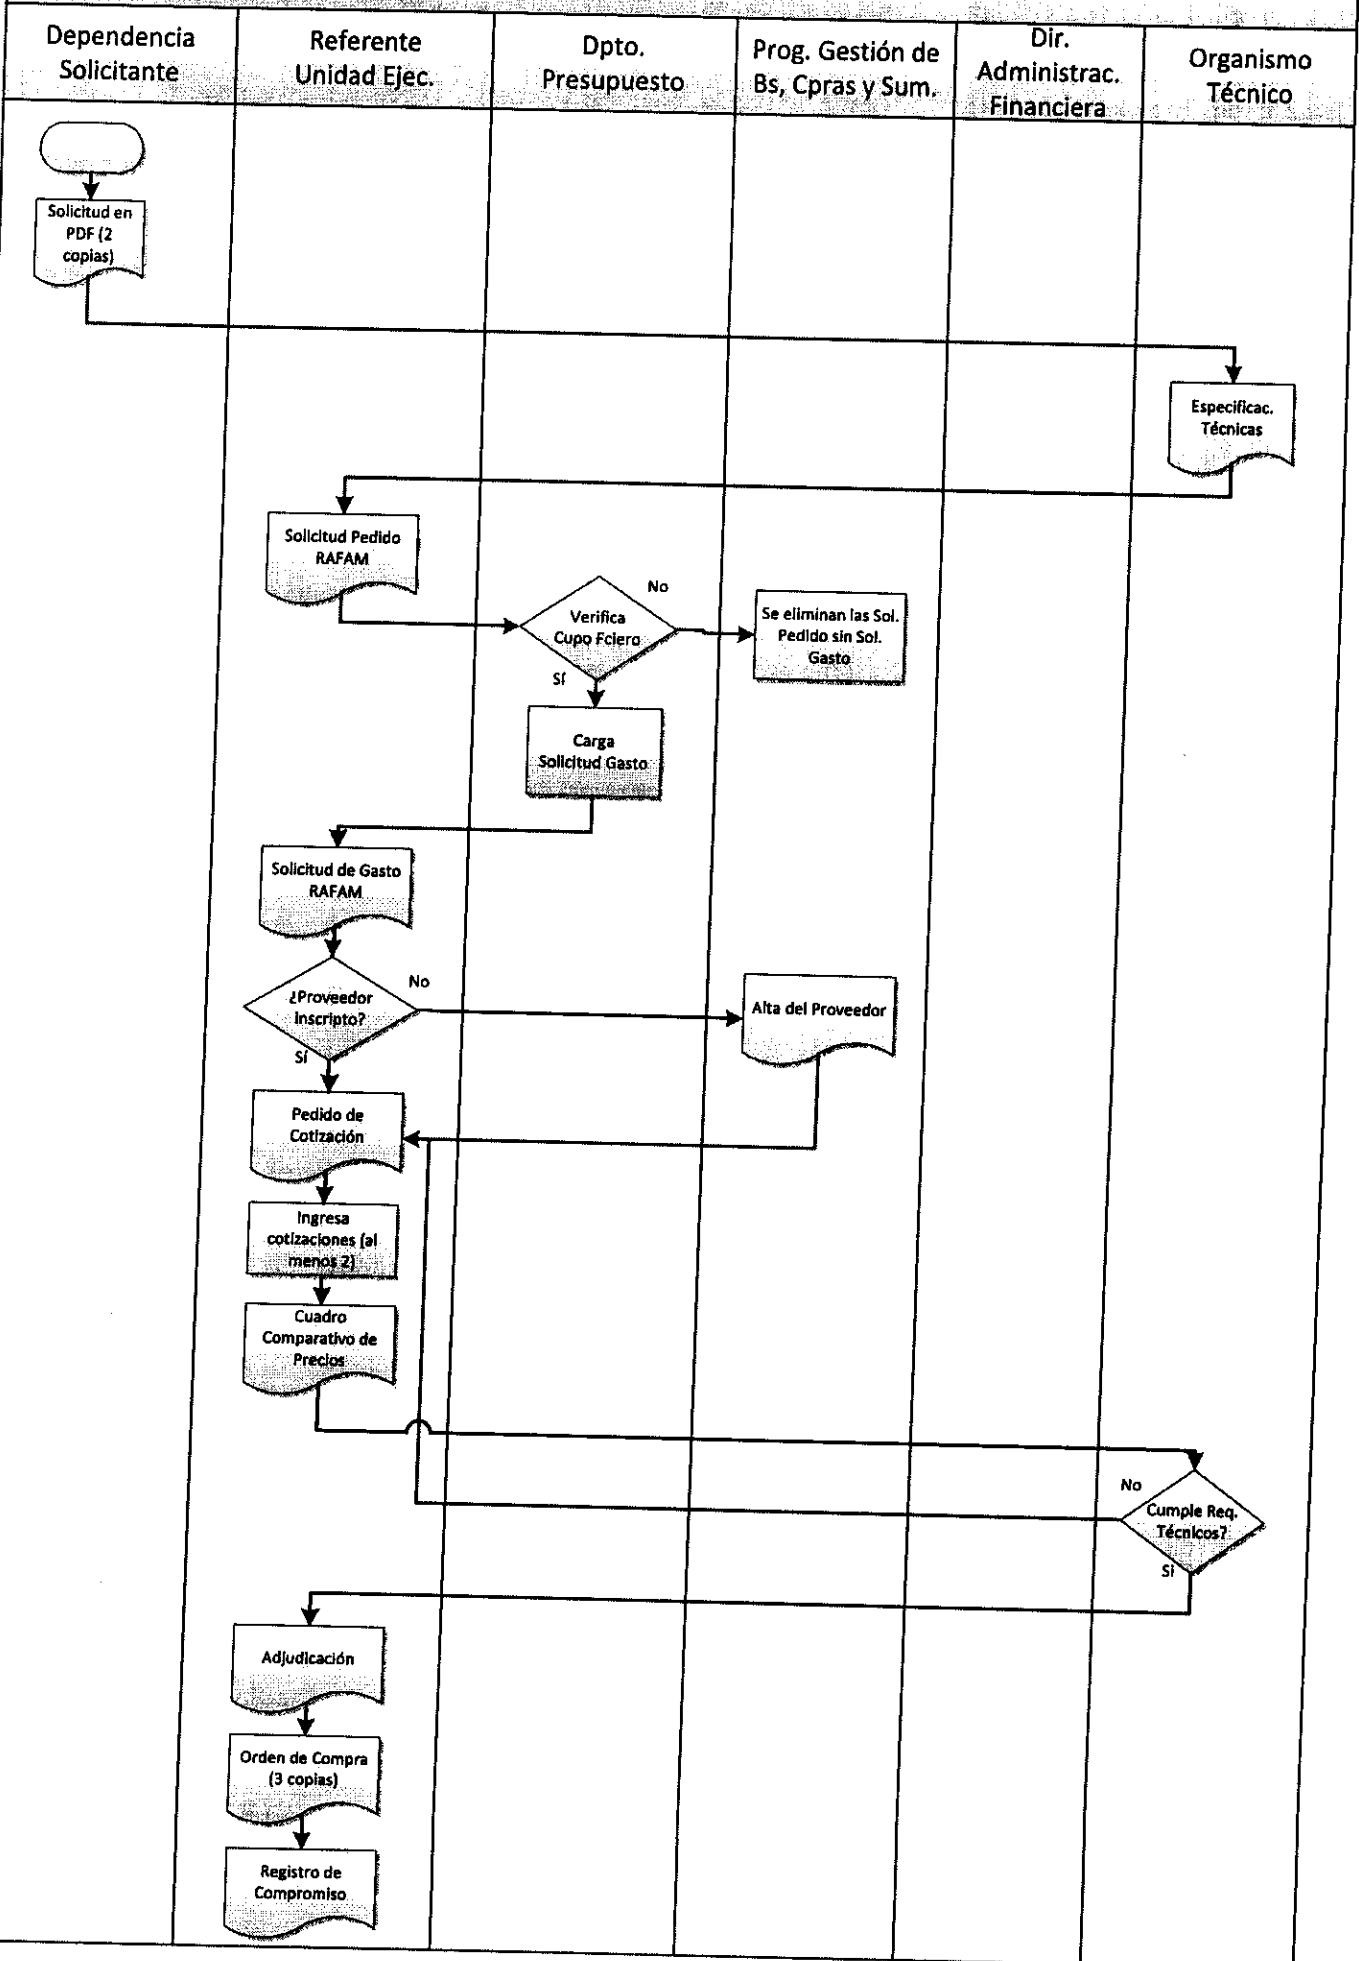 Dependencia
Solicitante
Referente
Unidad Ejec.
Dpto.
Presupuesto
Prog. Gestión de
Bs, Cpras y Sum.
Dir.
Administrac.
Financiera
Organismo
Técnico
Solicitud en
PDF (2
copias)
Especificac.
Técnicas
Solicitud Pedido
RAFAM
Verifica
Cupo Fciero
No
Se eliminan las Sol.
Pedido sin Sol.
Gasto
Sí
Carga
Solicitud Gasto
Solicitud de Gasto
RAFAM
¿Proveedor
Inscripto?
No
Alta del Proveedor
Sí
Pedido de
Cotización
Ingresa
cotizaciones (al
menos 2)
Cuadro
Comparativo de
Precios
No
Cumple Req.
Técnicos?
Sí
Adjudicación
Orden de Compra
(3 copias)
Registro de
Compromiso